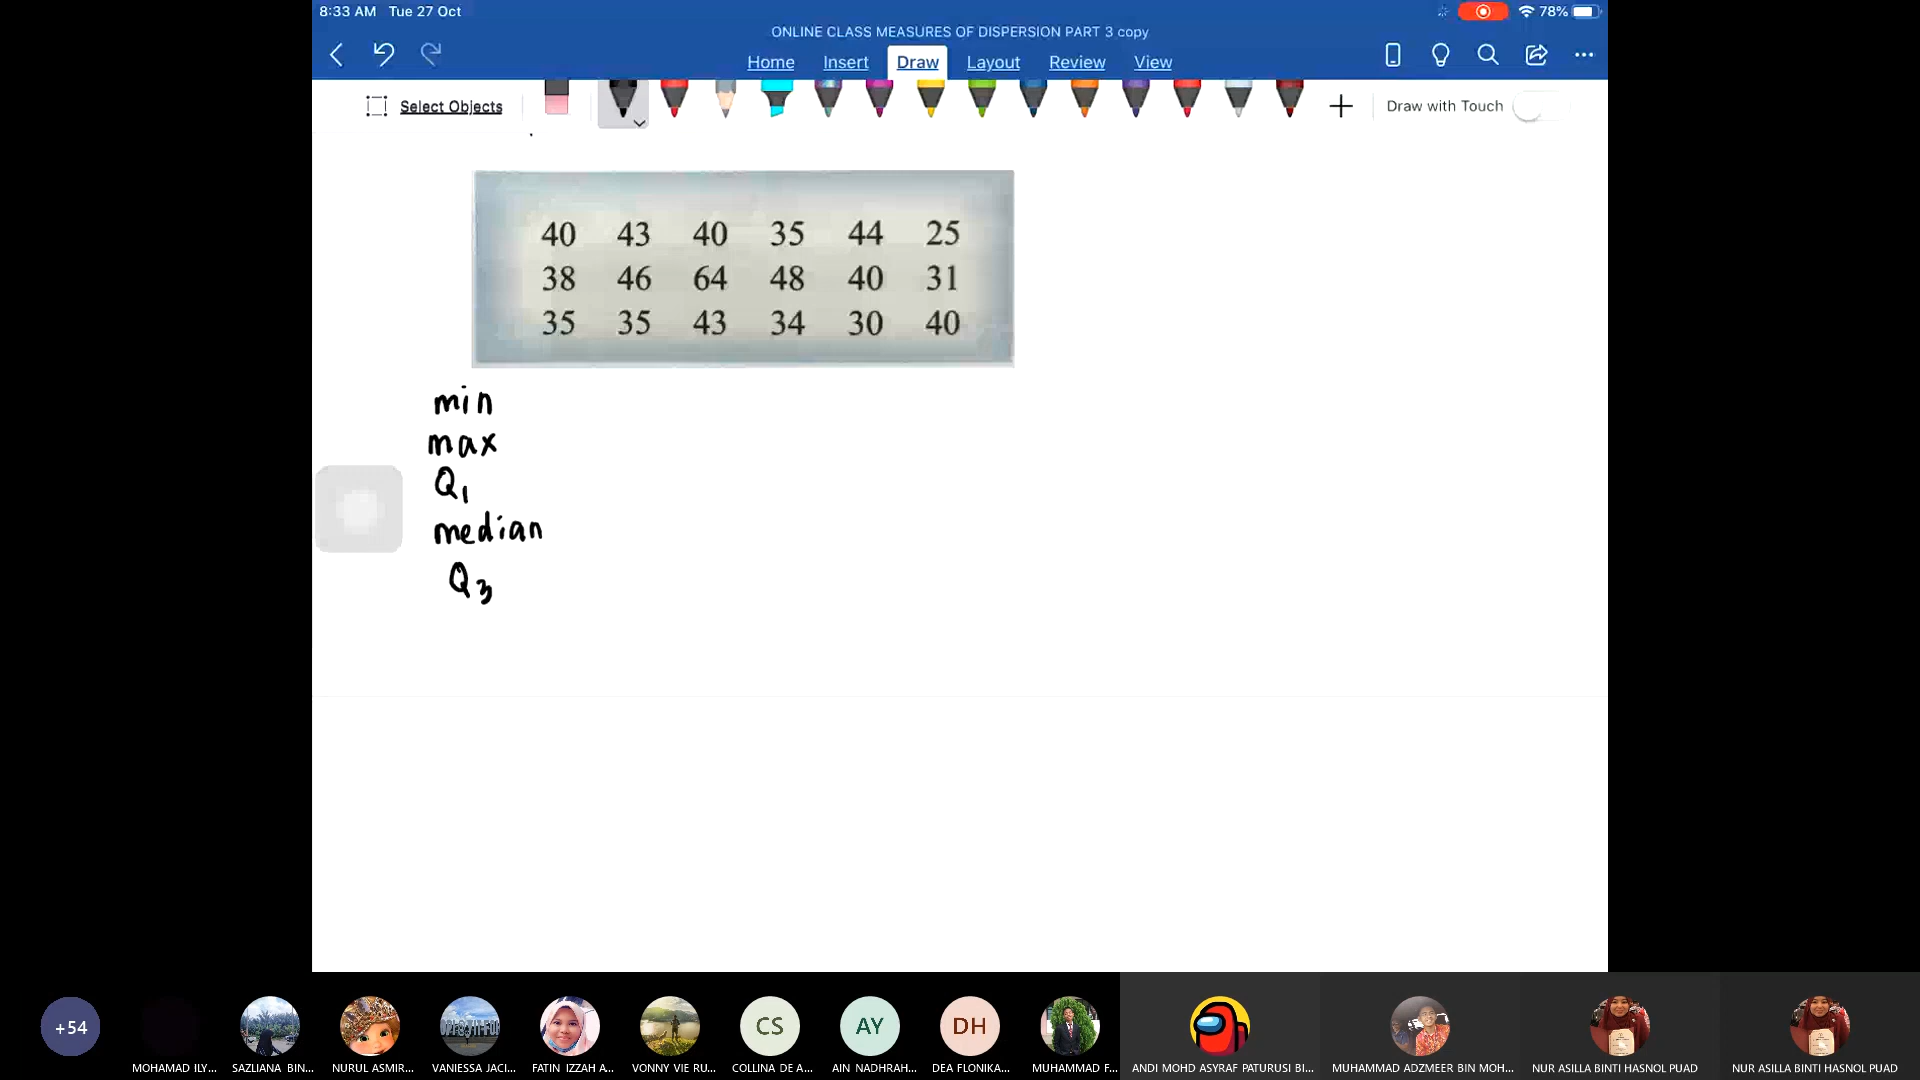 8:33 AM Tue 27 Oct
78%
ONLINE CLASS MEASURES OF DISPERSION PART 3 copy
Home Insert Draw Layout Review View
Select Objects
Draw with Touch
40 43 40 35 44 25
38 46 64 48 40 31
35 35 43 34 30 40
min
max
Q1
median
Q3
+54
CS AY DH
MOHAMAD ILY... SAZLIANA BIN... NURUL ASMIR... VANIESSA JACI... FATIN IZZAH A... VONNY VIE RU... COLLINA DE A... AIN NADHRAH... DEA FLONIKA... MUHAMMAD F... ANDI MOHD ASYRAF PATURUSI BI... MUHAMMAD ADZMEER BIN MOH... NUR ASILLA BINTI HASNOL PUAD NUR ASILLA BINTI HASNOL PUAD